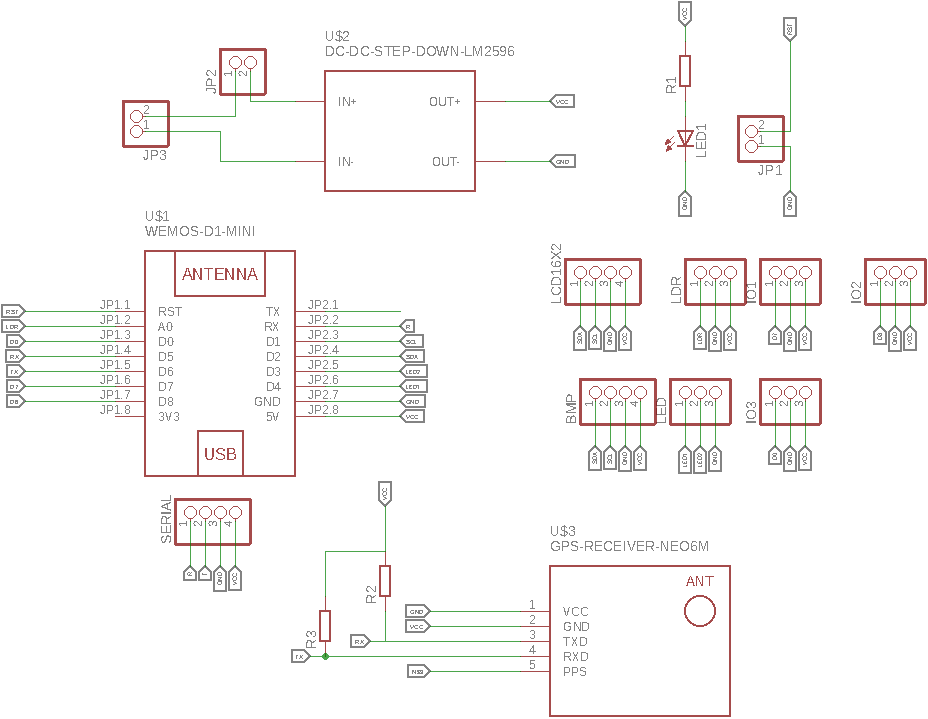 U$2
DC-DC-STEP-DOWN-LM2596
IN+
OUT+
VCC
IN-
OUT-
GND
JP2
1
2
2
1
JP3
VCC
R1
LED1
GND
RST
2
1
JP1
GND
U$1
WEMOS-D1-MINI
ANTENNA
RST JP1.1 RST TX JP2.1
LDR JP1.2 A0 RX JP2.2 R
D0 JP1.3 D0 D1 JP2.3 SCL
RX JP1.4 D5 D2 JP2.4 SDA
TX JP1.5 D6 D3 JP2.5 LED2
D7 JP1.6 D7 D4 JP2.6 LED1
D8 JP1.7 D8 GND JP2.7 GND
JP1.8 3V3 5V JP2.8 VCC
USB
LCD16X2
1 2 3 4
SDA SCL GND VCC
LDR
1 2 3
LDR GND VCC
IO1
1 2 3
D7 GND VCC
IO2
1 2 3
D8 GND VCC
BMP
1 2 3 4
SDA SCL GND VCC
LED
1 2 3
LED1 LED2 GND
IO3
1 2 3
D0 GND VCC
SERIAL
1 2 3 4
R T GND VCC
VCC
R2
R3
RX
TX
U$3
GPS-RECEIVER-NEO6M
ANT
GND 1 VCC
VCC 2 GND
3 TXD
4 RXD
5 PPS